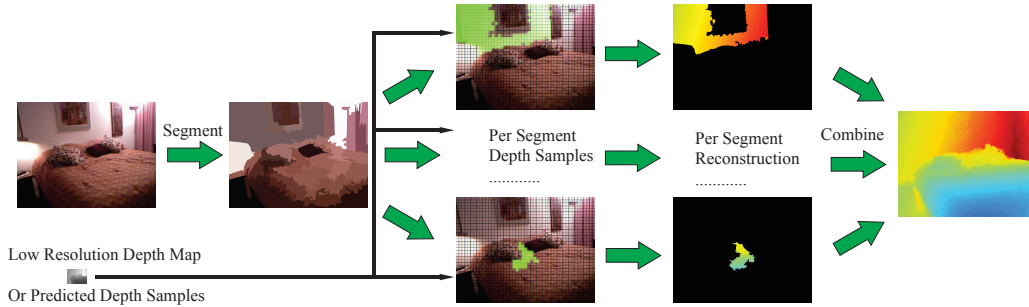 Segment
Per Segment
Depth Samples
............
Per Segment
Reconstruction
............
Combine
Low Resolution Depth Map
Or Predicted Depth Samples